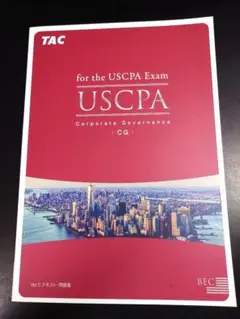 TAC
for the USCPA Exam
USCPA
Corporate Governance
CG
BEC